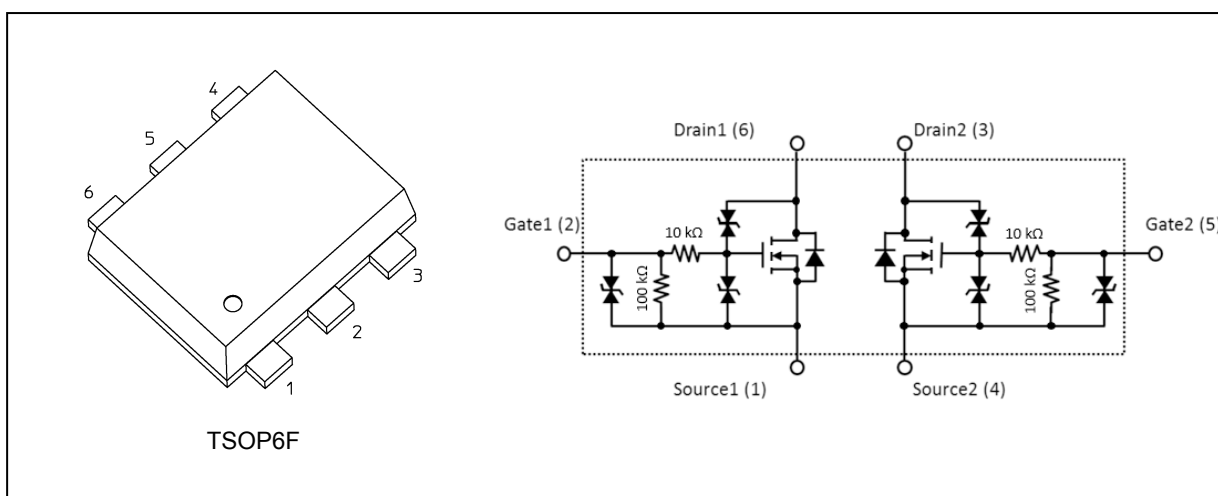 4
5
6
3
2
1
TSOP6F
Drain1 (6)
Drain2 (3)
Gate1 (2)
10 kΩ
10 kΩ
Gate2 (5)
100 kΩ
100 kΩ
Source1 (1)
Source2 (4)